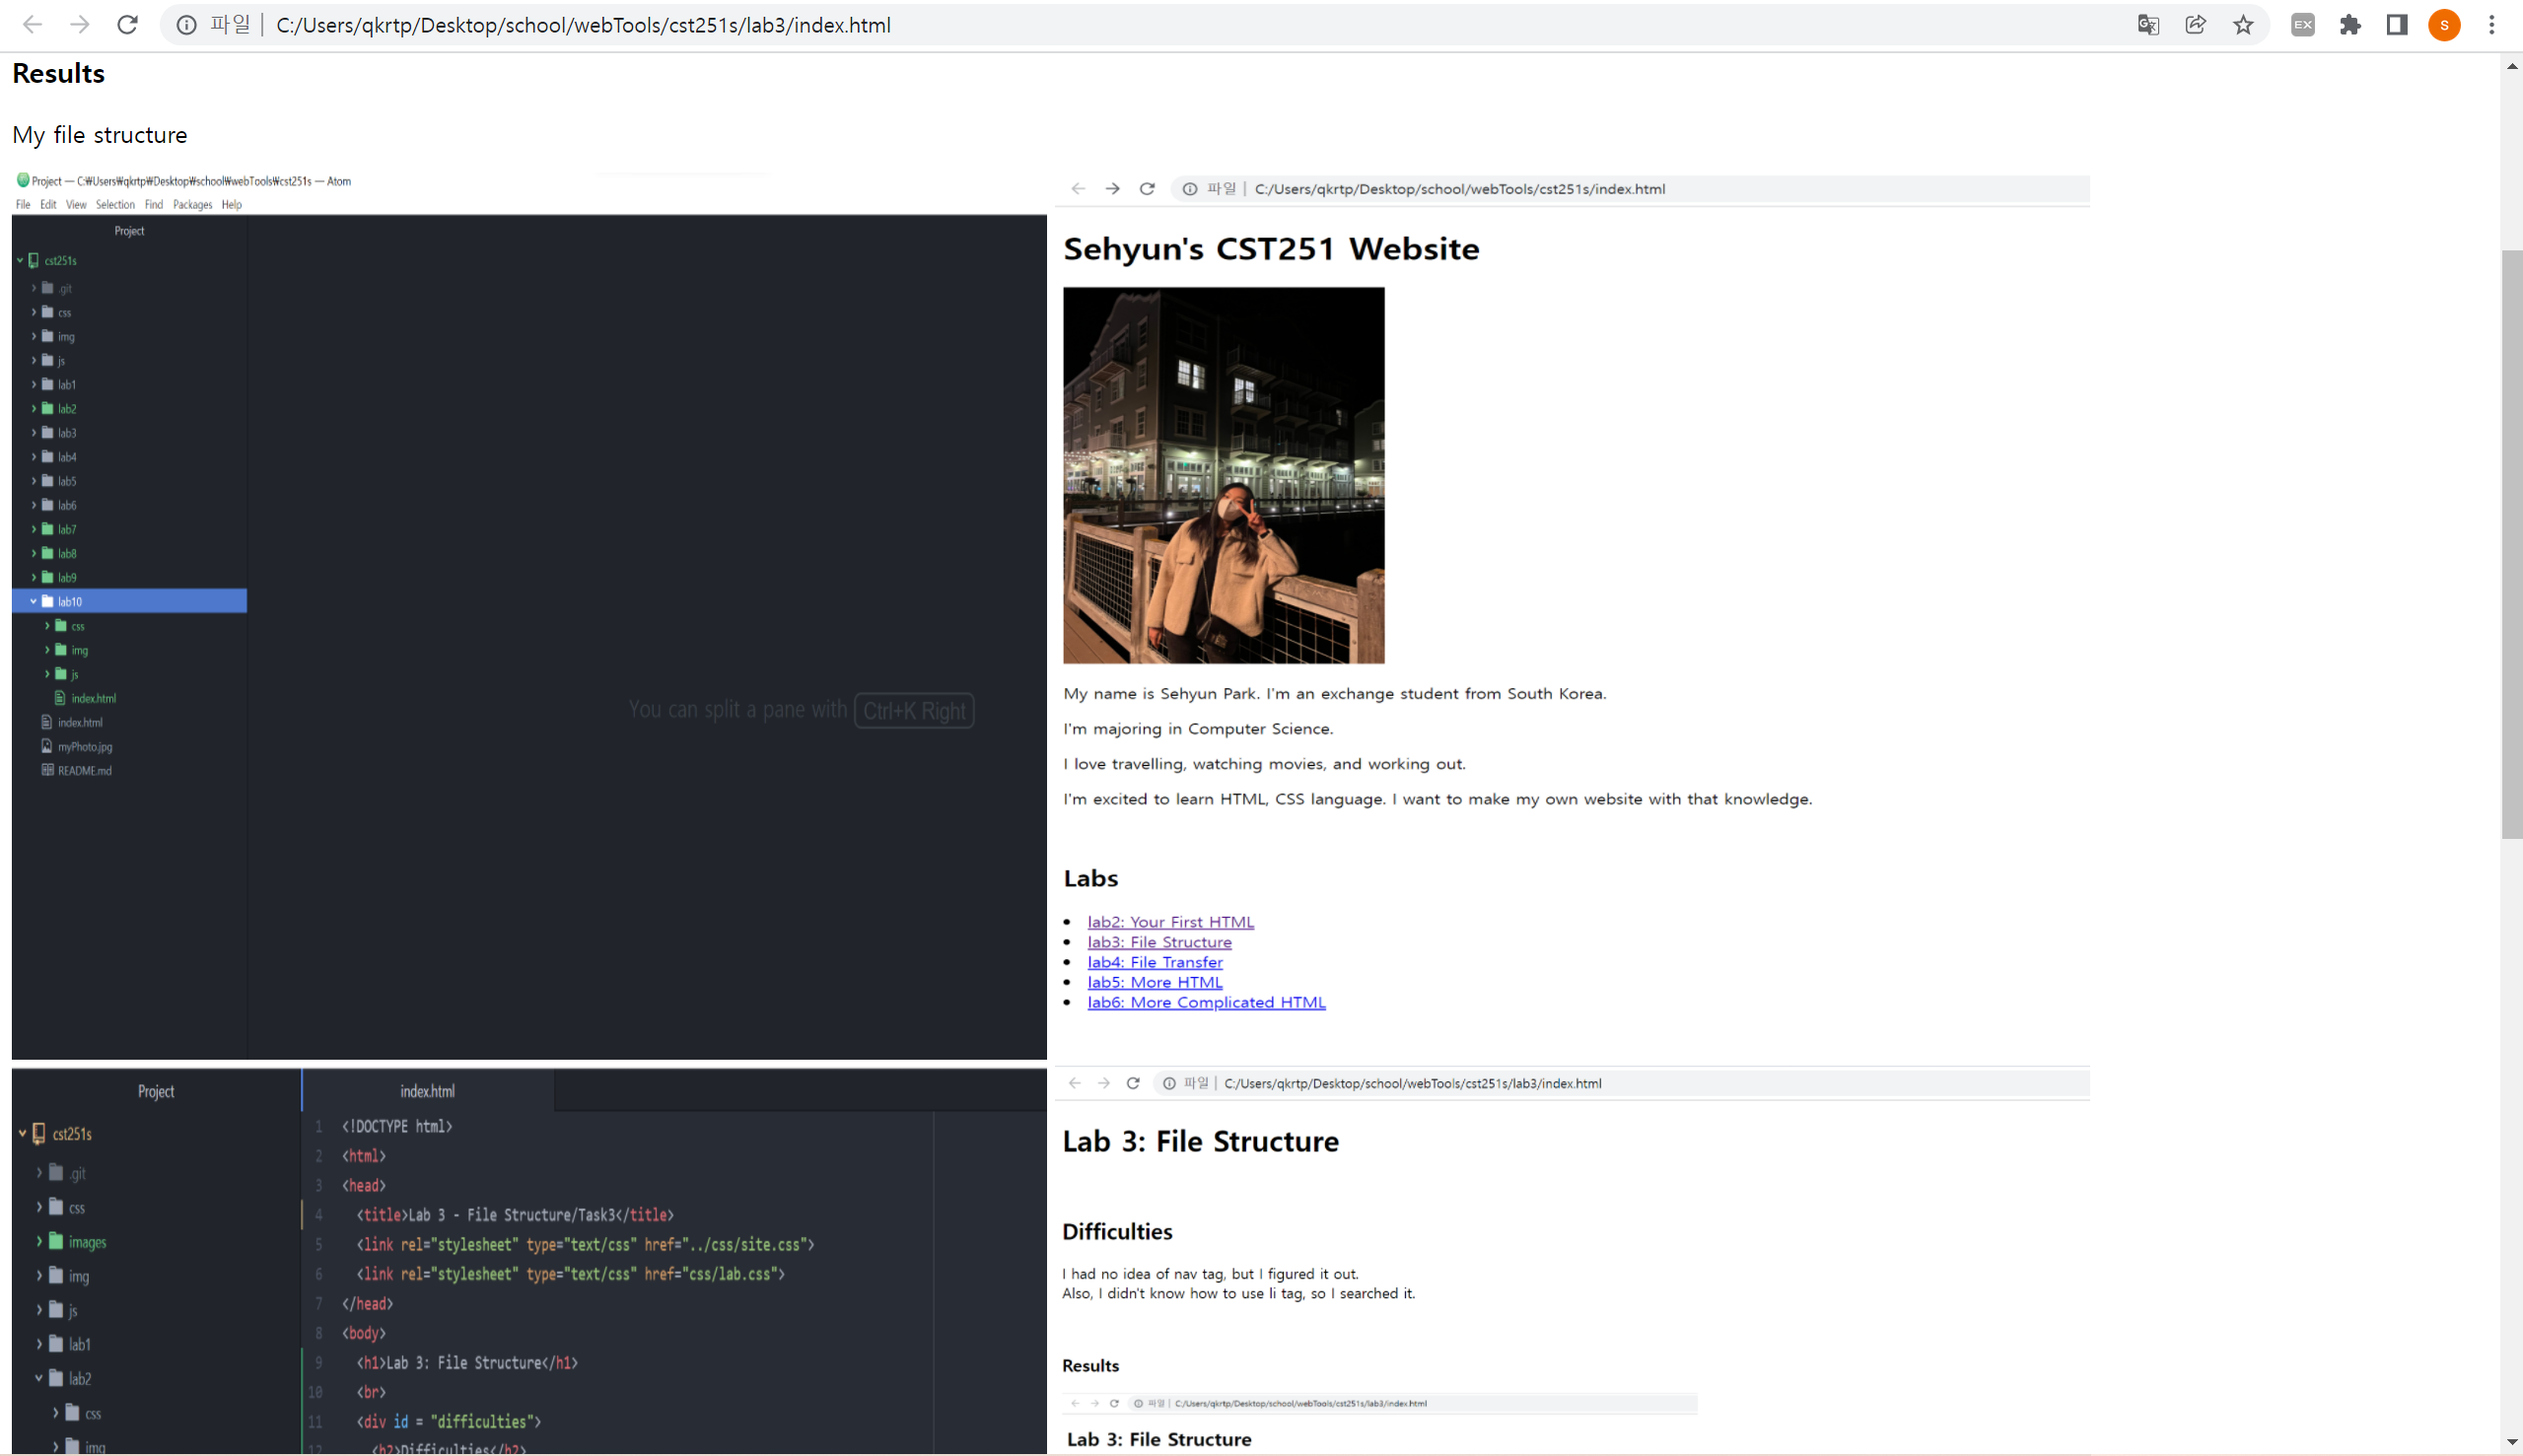 파일 C:/Users/qkrtp/Desktop/school/webTools/cst251s/lab3/index.html
EX
S
Results
My file structure
Project — C:₩Users₩qkrtp₩Desktop₩school₩webTools₩cst251s — Atom
File Edit View Selection Find Packages Help
Project
cst251s
.git
css
img
js
lab1
lab2
lab3
lab4
lab5
lab6
lab7
lab8
lab9
lab10
css
img
js
index.html
index.html
myPhoto.jpg
README.md
You can split a pane with Ctrl+K Right
파일 C:/Users/qkrtp/Desktop/school/webTools/cst251s/index.html
Sehyun's CST251 Website
My name is Sehyun Park. I'm an exchange student from South Korea.
I'm majoring in Computer Science.
I love travelling, watching movies, and working out.
I'm excited to learn HTML, CSS language. I want to make my own website with that knowledge.
Labs
lab2: Your First HTML
lab3: File Structure
lab4: File Transfer
lab5: More HTML
lab6: More Complicated HTML
Project
cst251s
.git
css
images
img
js
lab1
lab2
css
img
index.html
1 <!DOCTYPE html>
2 <html>
3 <head>
4 <title>Lab 3 - File Structure/Task3</title>
5 <link rel="stylesheet" type="text/css" href="../css/site.css">
6 <link rel="stylesheet" type="text/css" href="css/lab.css">
7 </head>
8 <body>
9 <h1>Lab 3: File Structure</h1>
10 <br>
11 <div id = "difficulties">
12 <h2>Difficulties</h2>
파일 C:/Users/qkrtp/Desktop/school/webTools/cst251s/lab3/index.html
Lab 3: File Structure
Difficulties
I had no idea of nav tag, but I figured it out.
Also, I didn't know how to use li tag, so I searched it.
Results
파일 C:/Users/qkrtp/Desktop/school/webTools/cst251s/lab3/index.html
Lab 3: File Structure